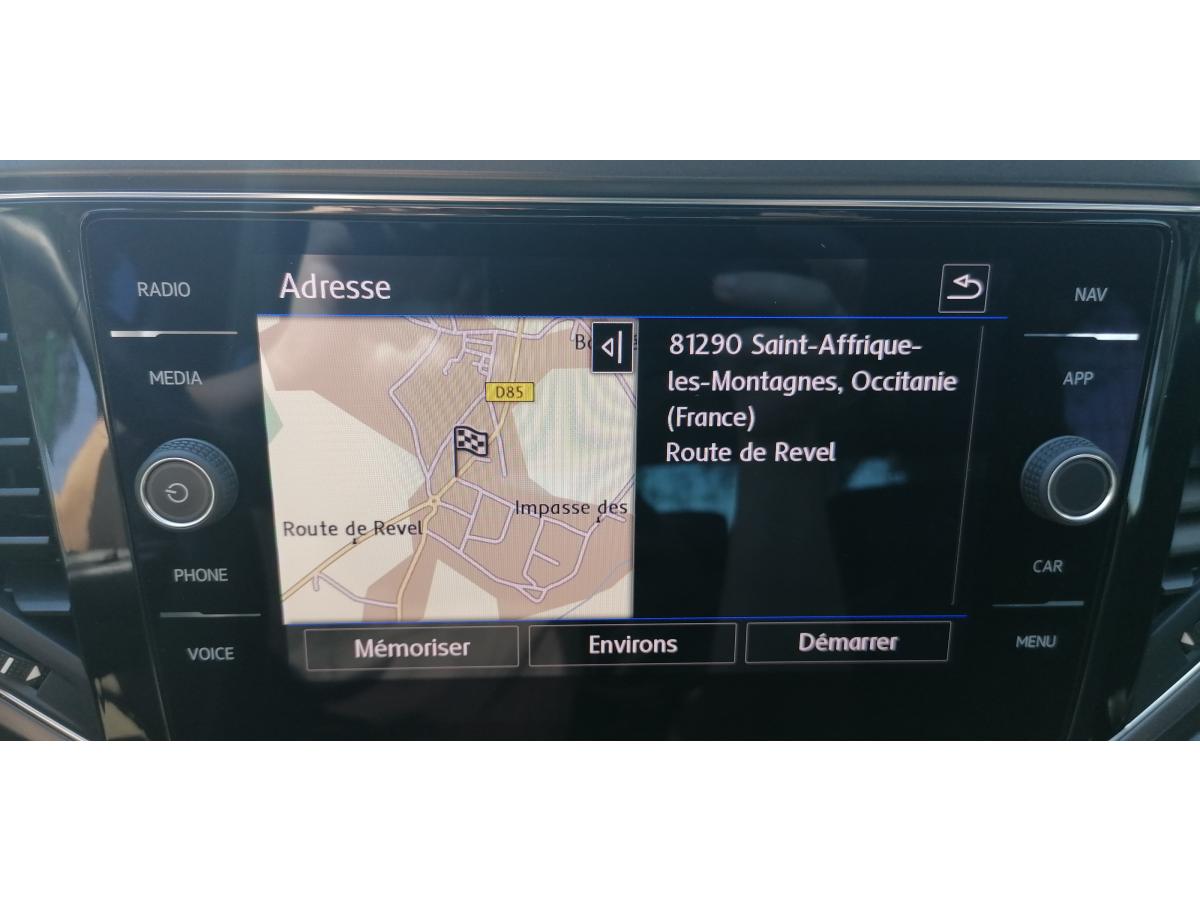 RADIO
MEDIA
PHONE
VOICE
Adresse
D85
Impasse des
Route de Revel
81290 Saint-Affrique-
les-Montagnes, Occitanie
(France)
Route de Revel
Mémoriser
Environs
Démarrer
NAV
APP
CAR
MENU